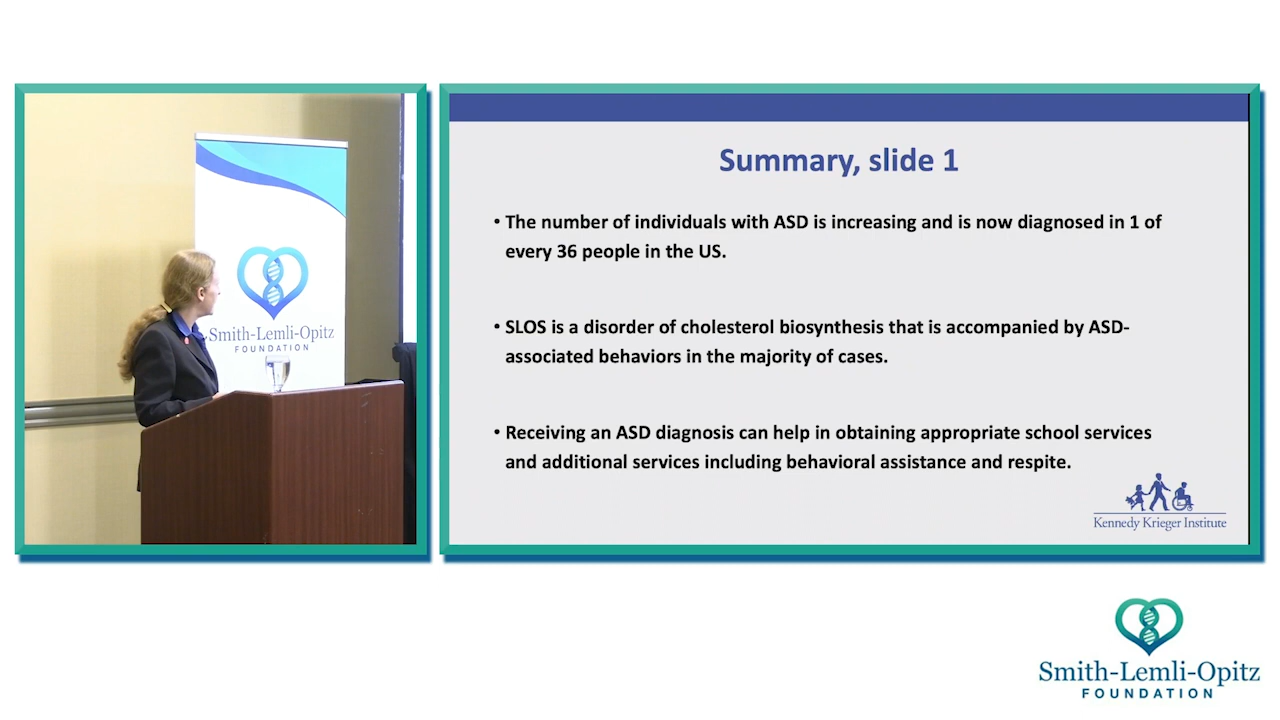 Smith-Lemli-Opitz
FOUNDATION
Summary, slide 1
• The number of individuals with ASD is increasing and is now diagnosed in 1 of
every 36 people in the US.
• SLOS is a disorder of cholesterol biosynthesis that is accompanied by ASD-
associated behaviors in the majority of cases.
• Receiving an ASD diagnosis can help in obtaining appropriate school services
and additional services including behavioral assistance and respite.
Kennedy Krieger Institute
Smith-Lemli-Opitz
FOUNDATION